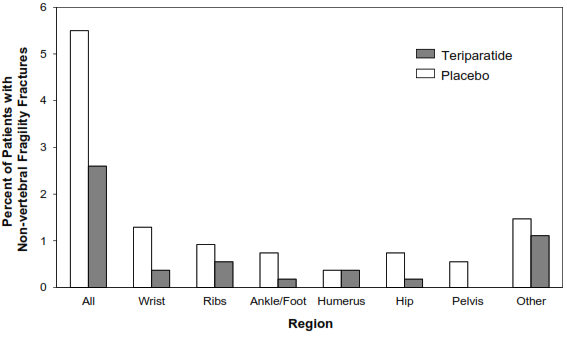 Percent of Patients with
Non-vertebral Fragility Fractures
6
5
4
3
2
1
0
Teriparatide
Placebo
All Wrist Ribs Ankle/Foot Humerus Hip Pelvis Other
Region